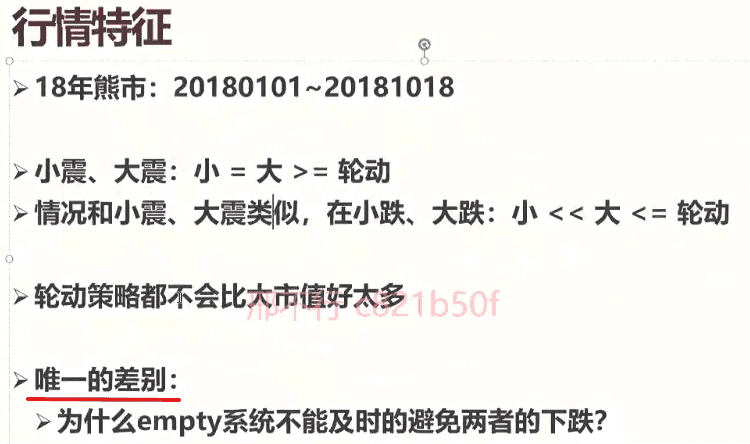 行情特征
➢18年熊市：20180101~20181018
➢小震、大震：小 = 大 >= 轮动
➢情况和小震、大震类似，在小跌、大跌：小 << 大 <= 轮动
➢轮动策略都不会比大市值好太多
邢不行 c821b50f
➢唯一的差别：
➢为什么empty系统不能及时的避免两者的下跌？